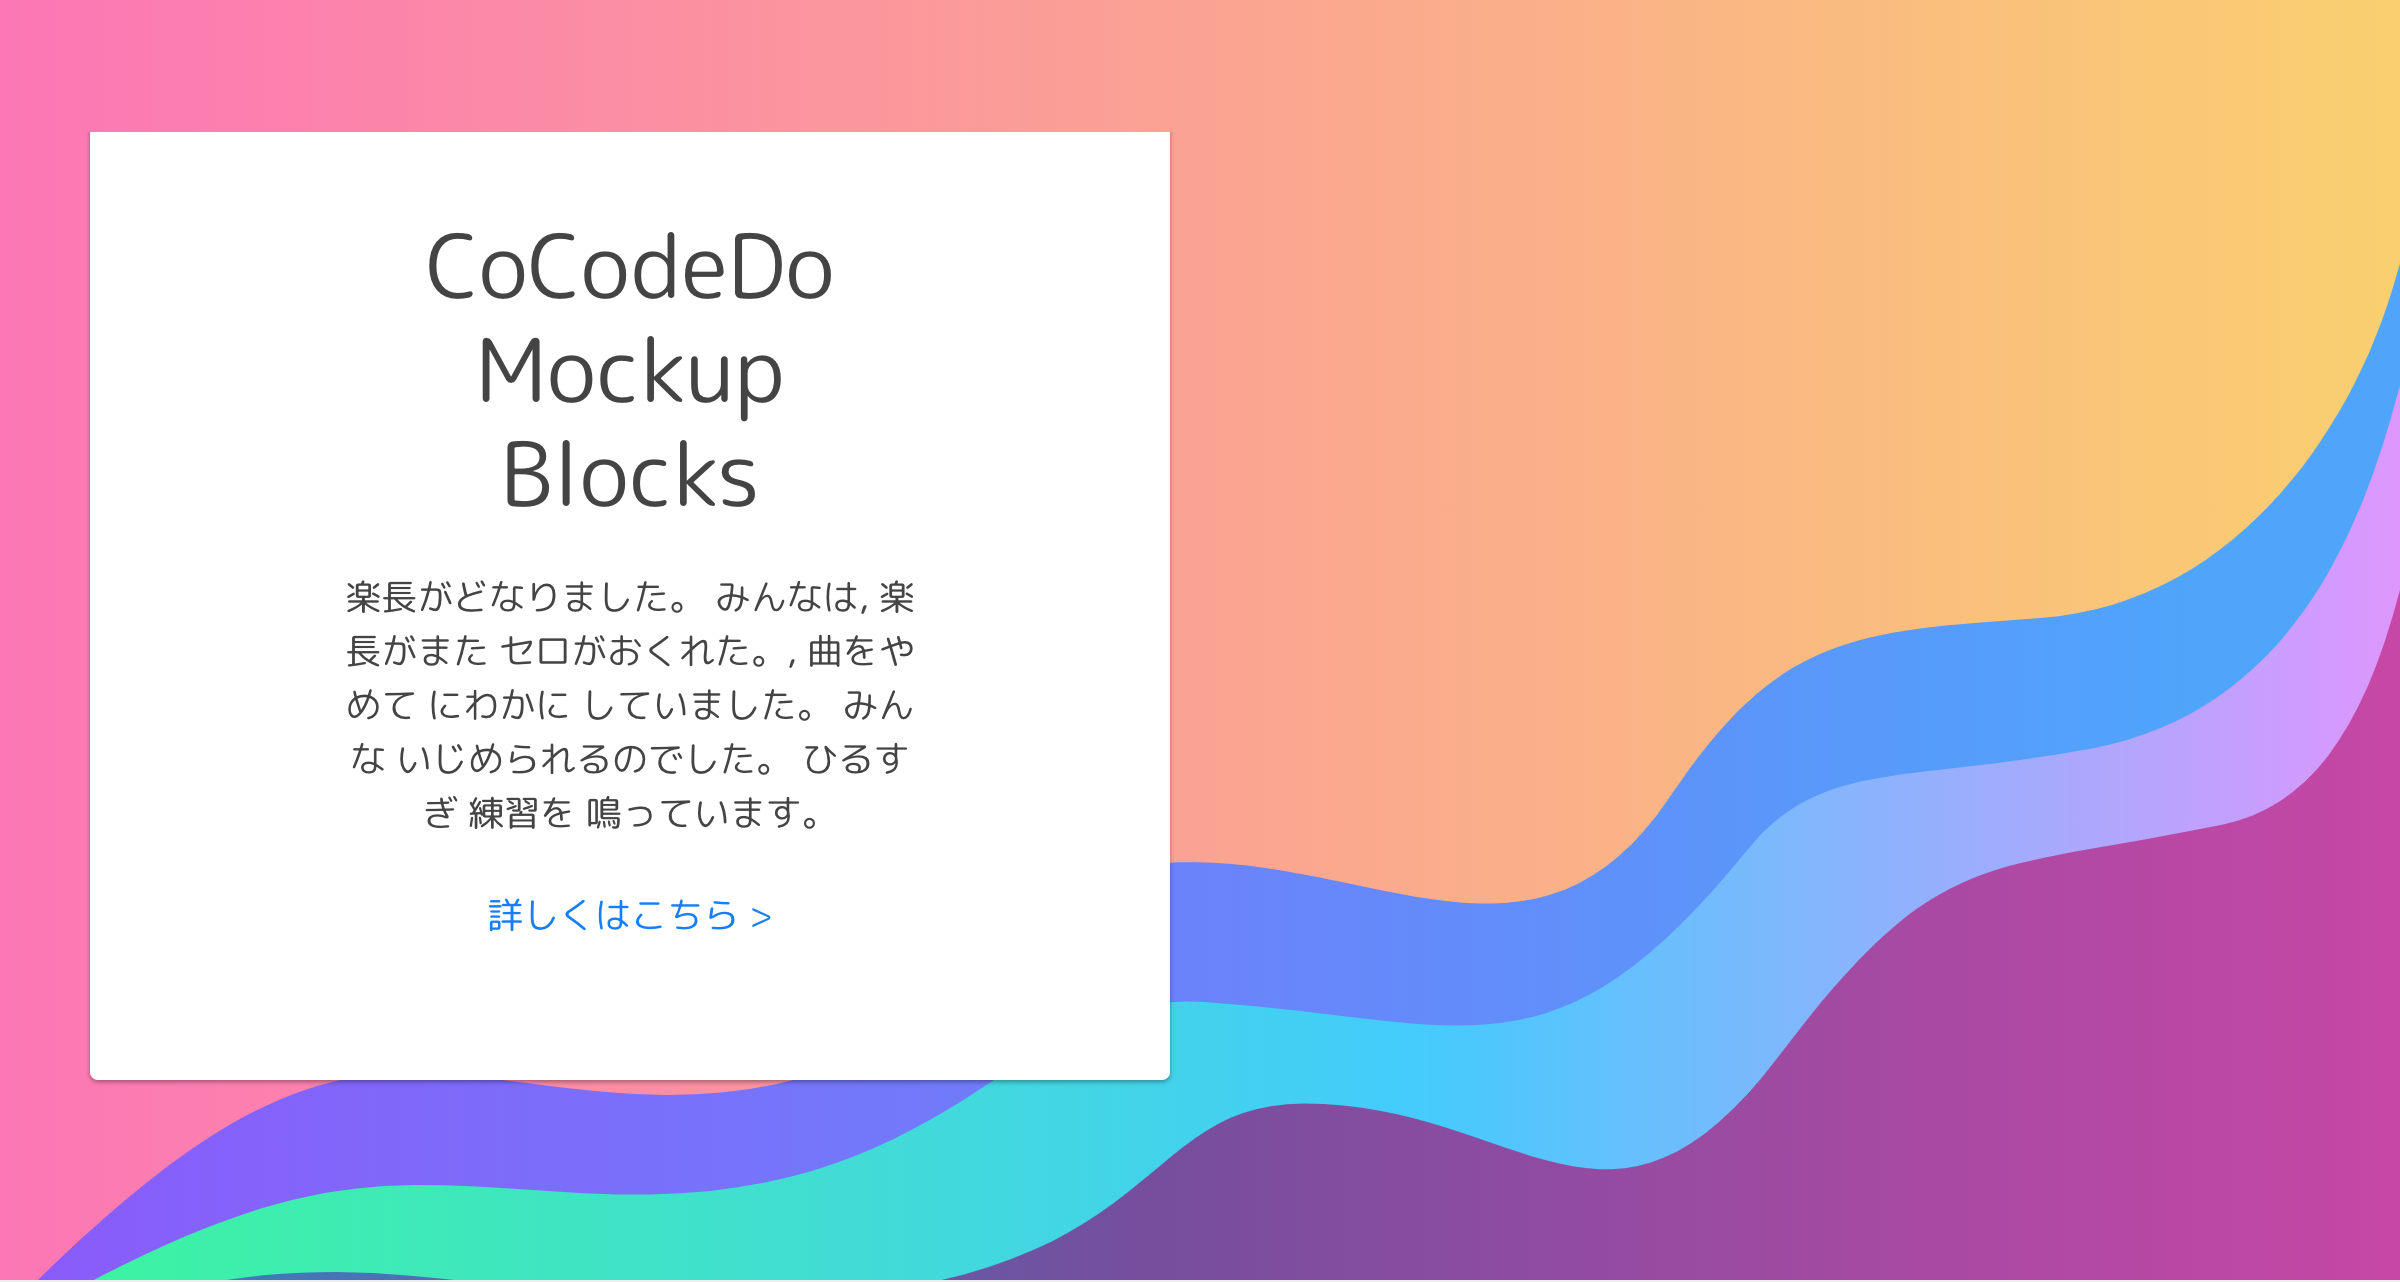 CoCodeDo
Mockup
Blocks
楽長がどなりました。 みんなは, 楽
長がまた セロがおくれた。, 曲をや
めて にわかに していました。 みん
な いじめられるのでした。 ひるす
ぎ 練習を 鳴っています。
詳しくはこちら >